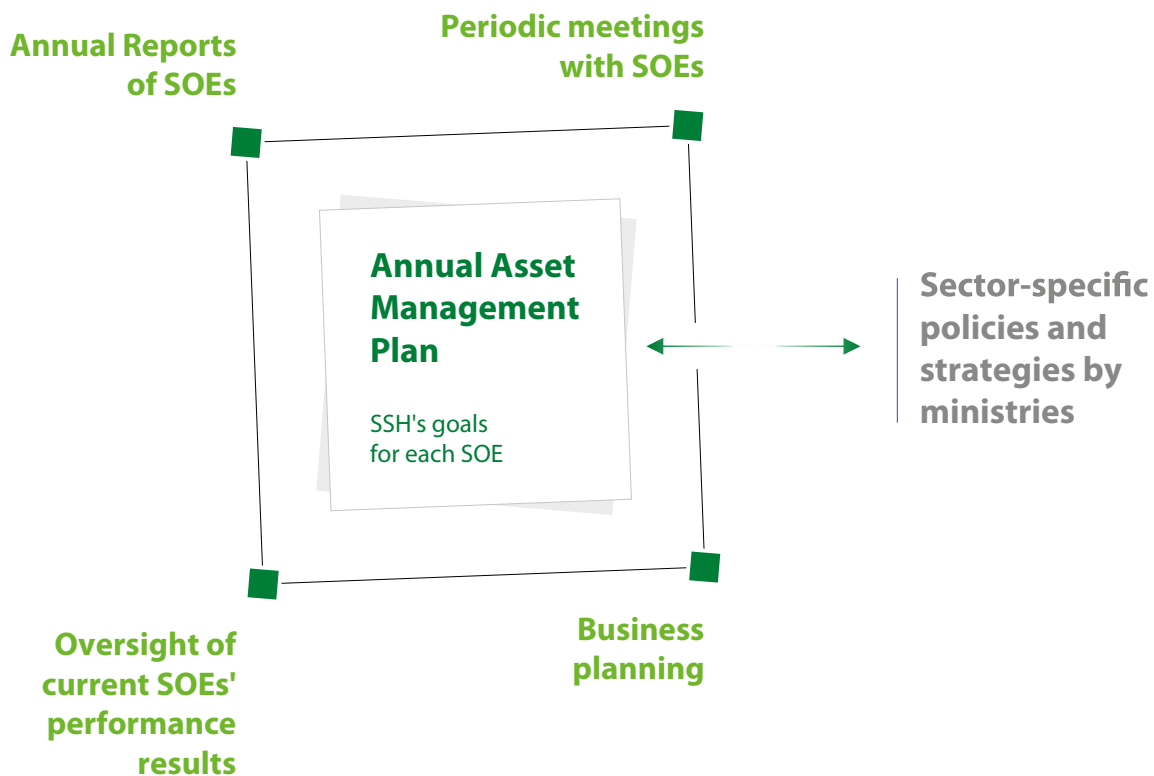 Annual Reports
of SOEs
Periodic meetings
with SOEs
Annual Asset
Management
Plan
SSH's goals
for each SOE
Sector-specific
policies and
strategies by
ministries
Oversight of
current SOEs'
performance
results
Business
planning